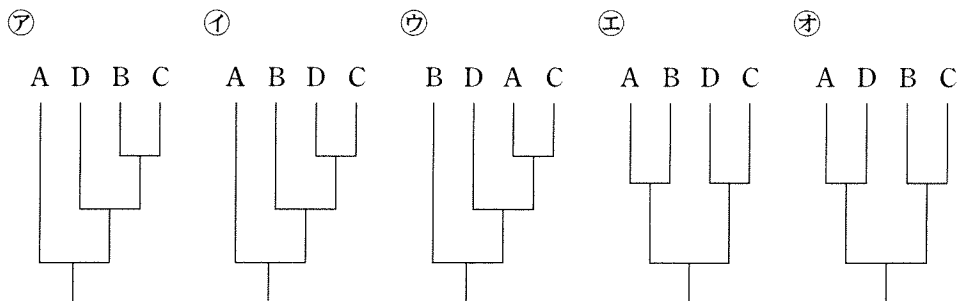 ㋐ ㋑ ㋒ ㋓ ㋔
A D B C A B D C B D A C A B D C A D B C